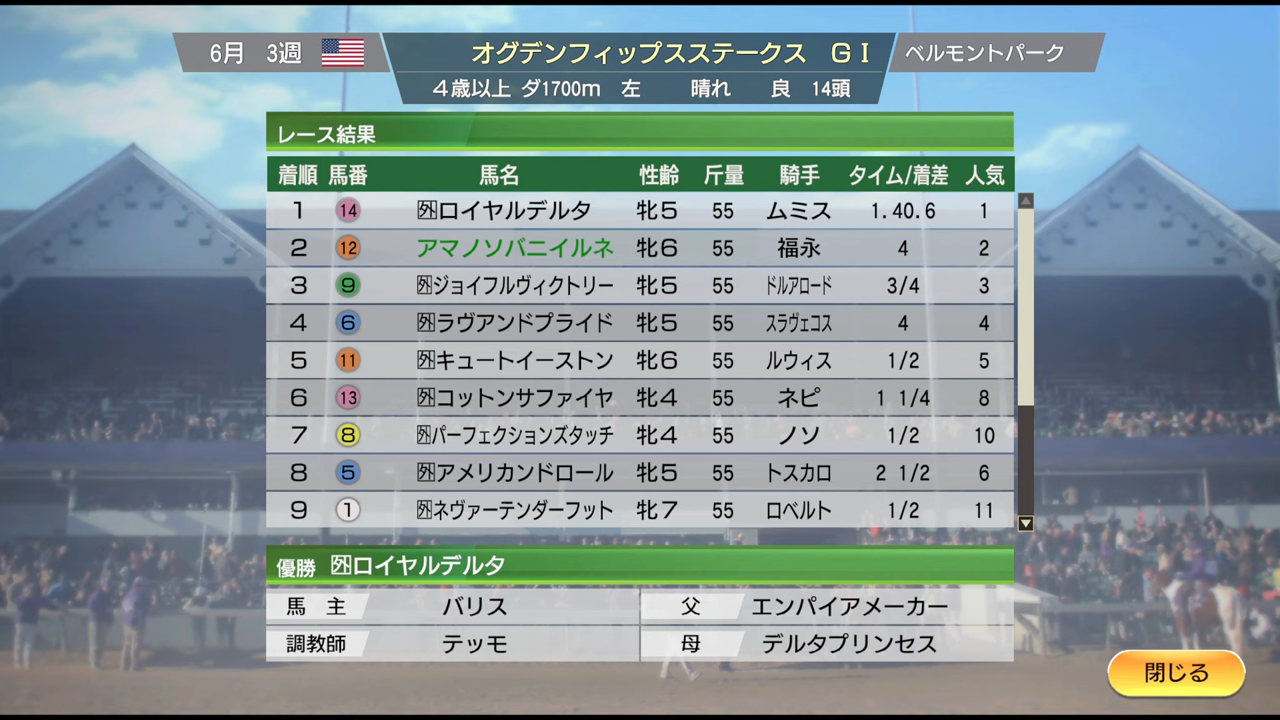 6月 3週 オグデンフィップスステークス GⅠ ベルモントパーク
4歳以上 ダ1700m 左 晴れ 良 14頭
レース結果
着順 馬番 馬名 性齢 斤量 騎手 タイム/着差 人気
1 14 外ロイヤルデルタ 牝5 55 ムミス 1.40.6 1
2 12 アマノソバニイルネ 牝6 55 福永 4 2
3 9 外ジョイフルヴィクトリー 牝5 55 ドルアロード 3/4 3
4 6 外ラヴアンドプライド 牝5 55 スラヴェコス 4 4
5 11 外キュートイーストン 牝6 55 ルウィス 1/2 5
6 13 外コットンサファイヤ 牝4 55 ネピ 1 1/4 8
7 8 外パーフェクションズタッチ 牝4 55 ノソ 1/2 10
8 5 外アメリカンドロール 牝5 55 トスカロ 2 1/2 6
9 1 外ネヴァーテンダーフット 牝7 55 ロベルト 1/2 11
優勝 外ロイヤルデルタ
馬主 バリス 父 エンパイアメーカー
調教師 テッモ 母 デルタプリンセス
閉じる